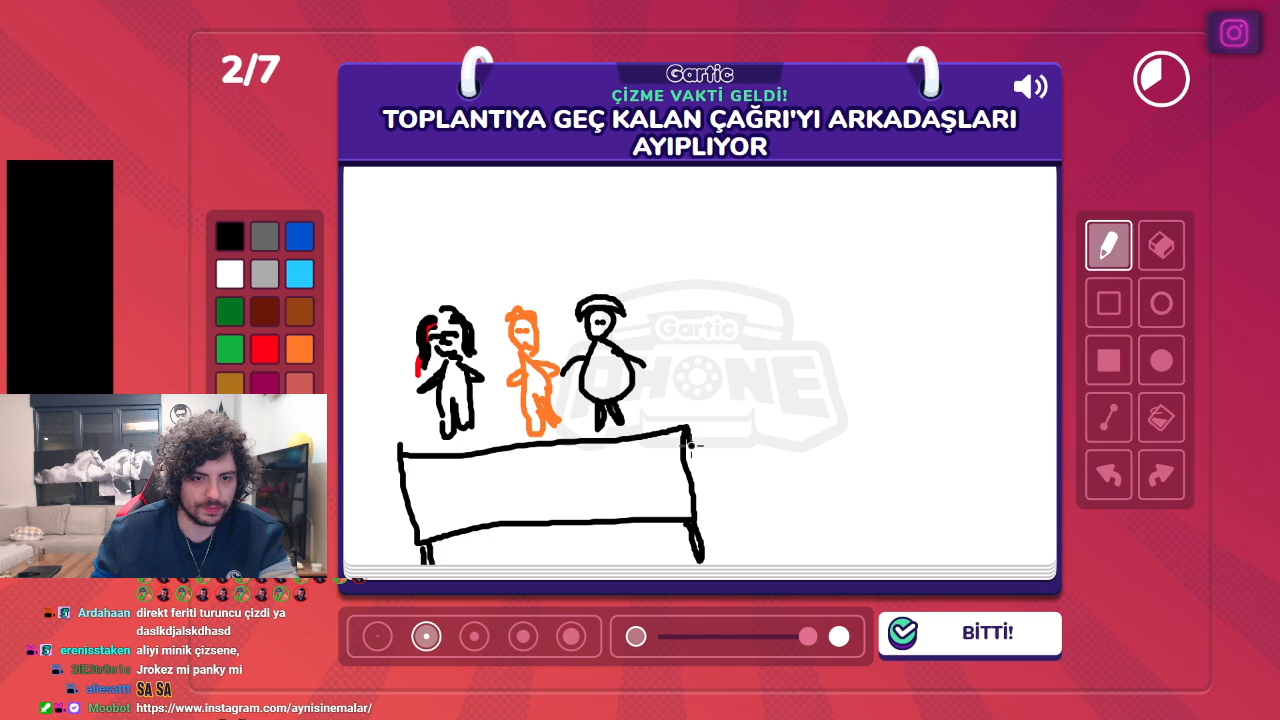 2/7
Gartic
ÇİZME VAKTİ GELDİ!
TOPLANTIYA GEÇ KALAN ÇAĞRI'YI ARKADAŞLARI
AYIPLIYOR
Gartic
PHONE
BİTTİ!
Ardahaan direkt feriti turuncu çizdi ya
daslkdjalskdhasd
erenisstaken aliyi minik çizsene,
Jrokez mi panky mi
allesattt SA SA
Moobot https://www.instagram.com/aynisinemalar/